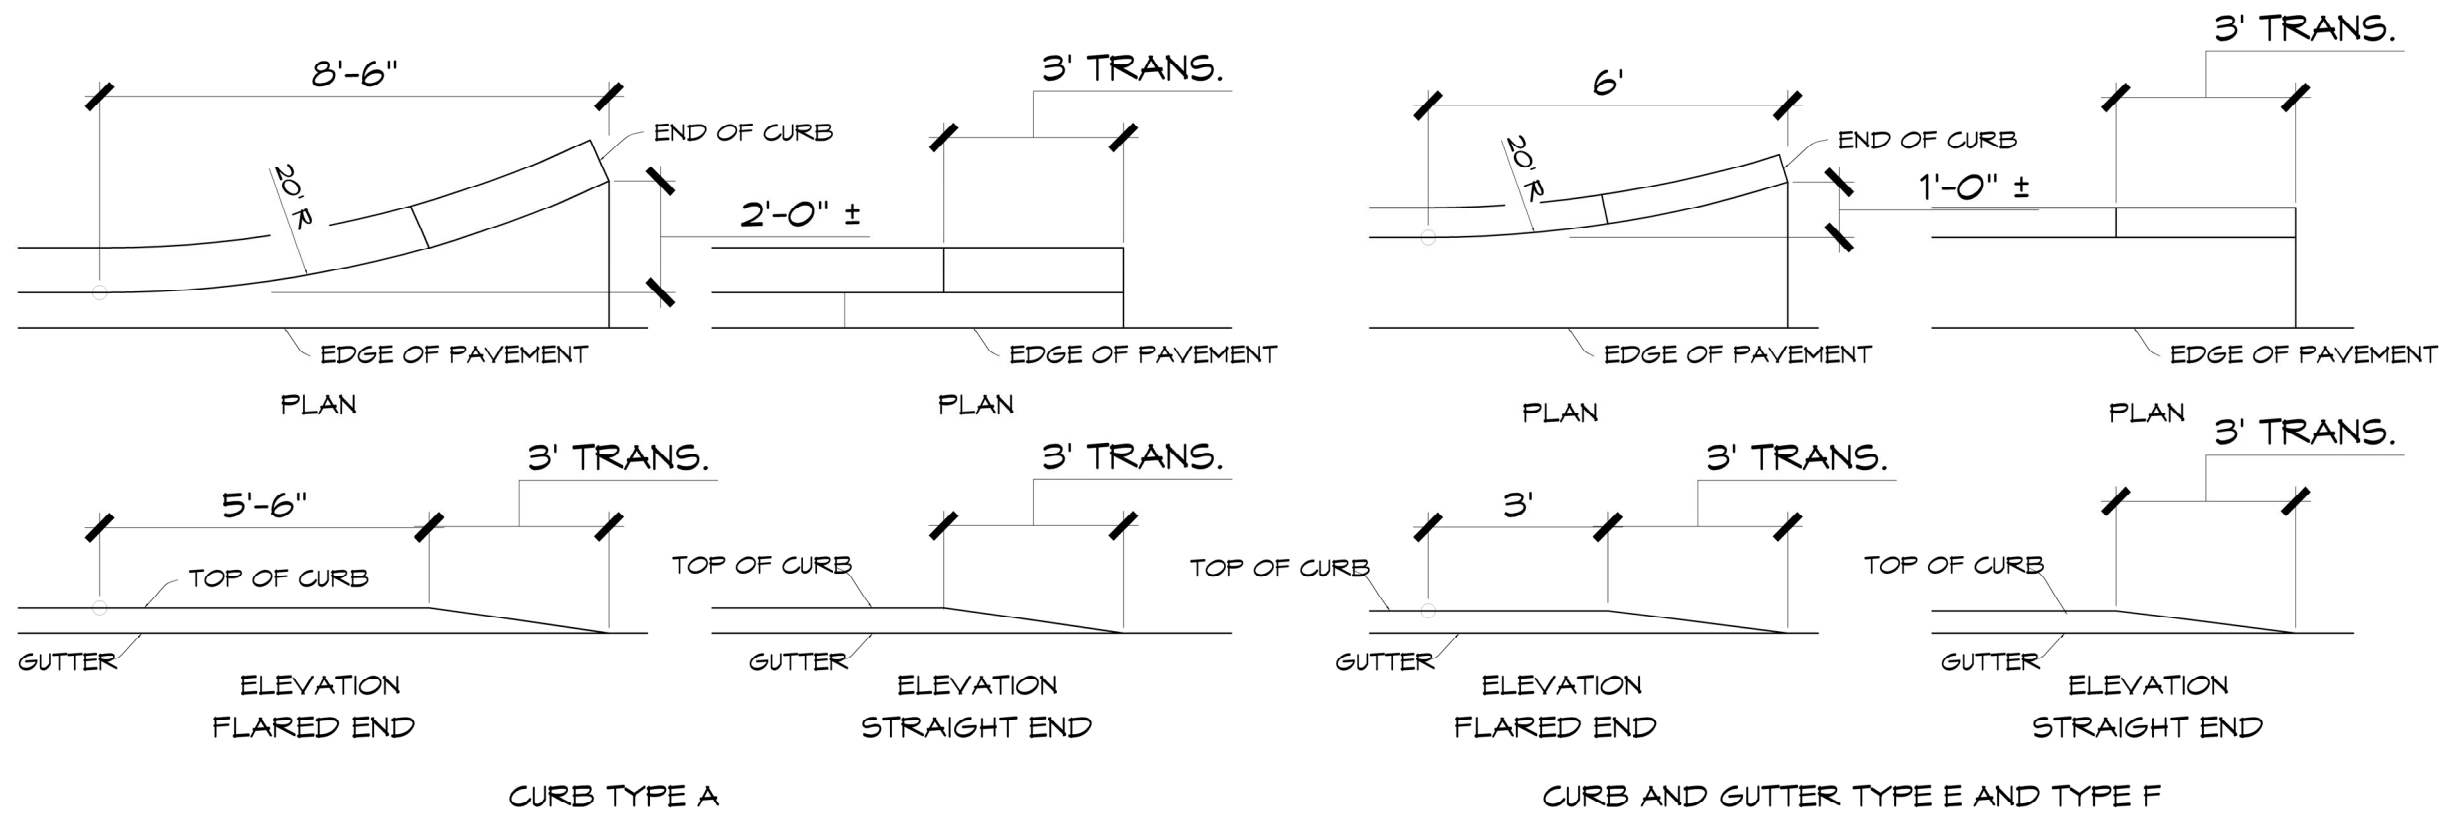 8'-6"
3' TRANS.
END OF CURB
20' R
2'-0" ±
EDGE OF PAVEMENT
EDGE OF PAVEMENT
PLAN
PLAN
6'
3' TRANS.
END OF CURB
20' R
1'-0" ±
EDGE OF PAVEMENT
EDGE OF PAVEMENT
PLAN
PLAN
5'-6"
3' TRANS.
TOP OF CURB
GUTTER
ELEVATION
FLARED END
3' TRANS.
TOP OF CURB
GUTTER
ELEVATION
STRAIGHT END
CURB TYPE A
3'
3' TRANS.
TOP OF CURB
GUTTER
ELEVATION
FLARED END
3' TRANS.
TOP OF CURB
GUTTER
ELEVATION
STRAIGHT END
CURB AND GUTTER TYPE E AND TYPE F